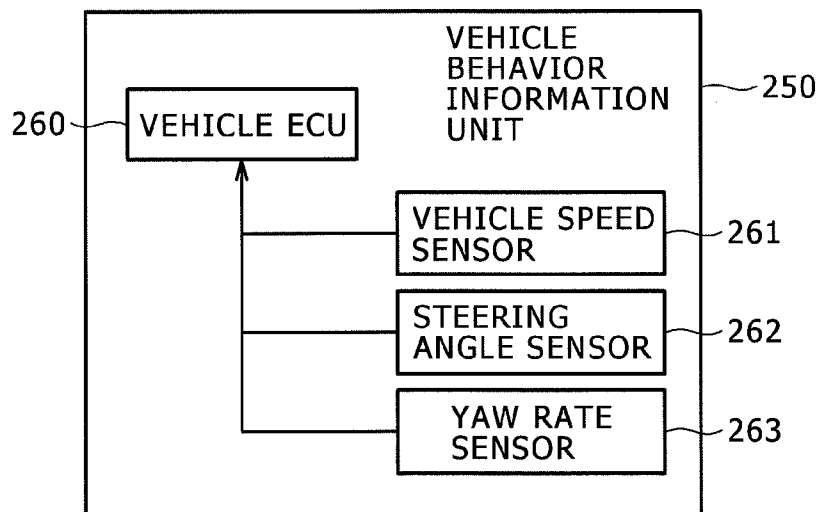 VEHICLE
BEHAVIOR
INFORMATION
UNIT
250
260
VEHICLE ECU
VEHICLE SPEED
SENSOR
261
STEERING
ANGLE SENSOR
262
YAW RATE
SENSOR
263